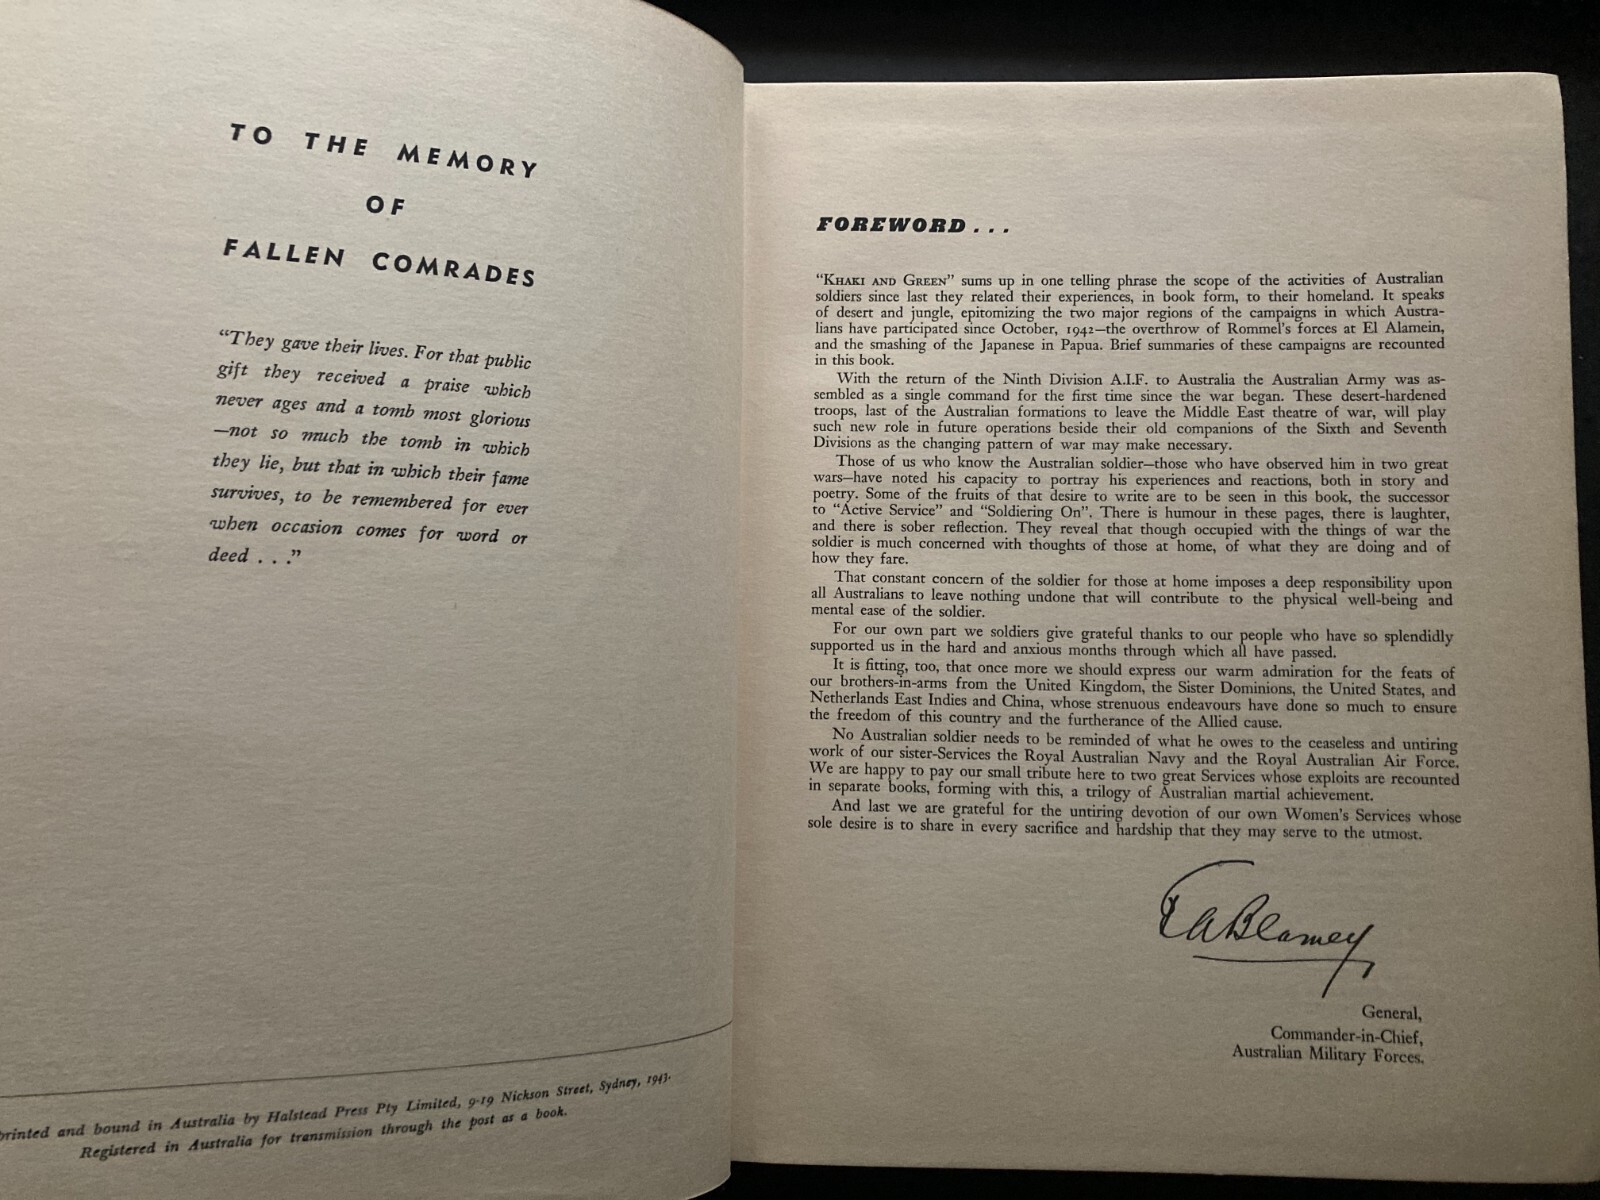 TO THE MEMORY
OF
FALLEN COMRADES
"They gave their lives. For that public
gift they received a praise which
never ages and a tomb most glorious
—not so much the tomb in which
they lie, but that in which their fame
survives, to be remembered for ever
when occasion comes for word or
deed . . ."
printed and bound in Australia by Halstead Press Pty Limited, 9-19 Nickson Street, Sydney, 1943.
Registered in Australia for transmission through the post as a book.
FOREWORD . . .
"KHAKI AND GREEN" sums up in one telling phrase the scope of the activities of Australian
soldiers since last they related their experiences, in book form, to their homeland. It speaks
of desert and jungle, epitomizing the two major regions of the campaigns in which Austra-
lians have participated since October, 1942—the overthrow of Rommel's forces at El Alamein,
and the smashing of the Japanese in Papua. Brief summaries of these campaigns are recounted
in this book.
With the return of the Ninth Division A.I.F. to Australia the Australian Army was as-
sembled as a single command for the first time since the war began. These desert-hardened
troops, last of the Australian formations to leave the Middle East theatre of war, will play
such new role in future operations beside their old companions of the Sixth and Seventh
Divisions as the changing pattern of war may make necessary.
Those of us who know the Australian soldier—those who have observed him in two great
wars—have noted his capacity to portray his experiences and reactions, both in story and
poetry. Some of the fruits of that desire to write are to be seen in this book, the successor
to "Active Service" and "Soldiering On". There is humour in these pages, there is laughter,
and there is sober reflection. They reveal that though occupied with the things of war the
soldier is much concerned with thoughts of those at home, of what they are doing and of
how they fare.
That constant concern of the soldier for those at home imposes a deep responsibility upon
all Australians to leave nothing undone that will contribute to the physical well-being and
mental ease of the soldier.
For our own part we soldiers give grateful thanks to our people who have so splendidly
supported us in the hard and anxious months through which all have passed.
It is fitting, too, that once more we should express our warm admiration for the feats of
our brothers-in-arms from the United Kingdom, the Sister Dominions, the United States, and
Netherlands East Indies and China, whose strenuous endeavours have done so much to ensure
the freedom of this country and the furtherance of the Allied cause.
No Australian soldier needs to be reminded of what he owes to the ceaseless and untiring
work of our sister-Services the Royal Australian Navy and the Royal Australian Air Force.
We are happy to pay our small tribute here to two great Services whose exploits are recounted
in separate books, forming with this, a trilogy of Australian martial achievement.
And last we are grateful for the untiring devotion of our own Women's Services whose
sole desire is to share in every sacrifice and hardship that they may serve to the utmost.
TABlamey
General,
Commander-in-Chief,
Australian Military Forces.